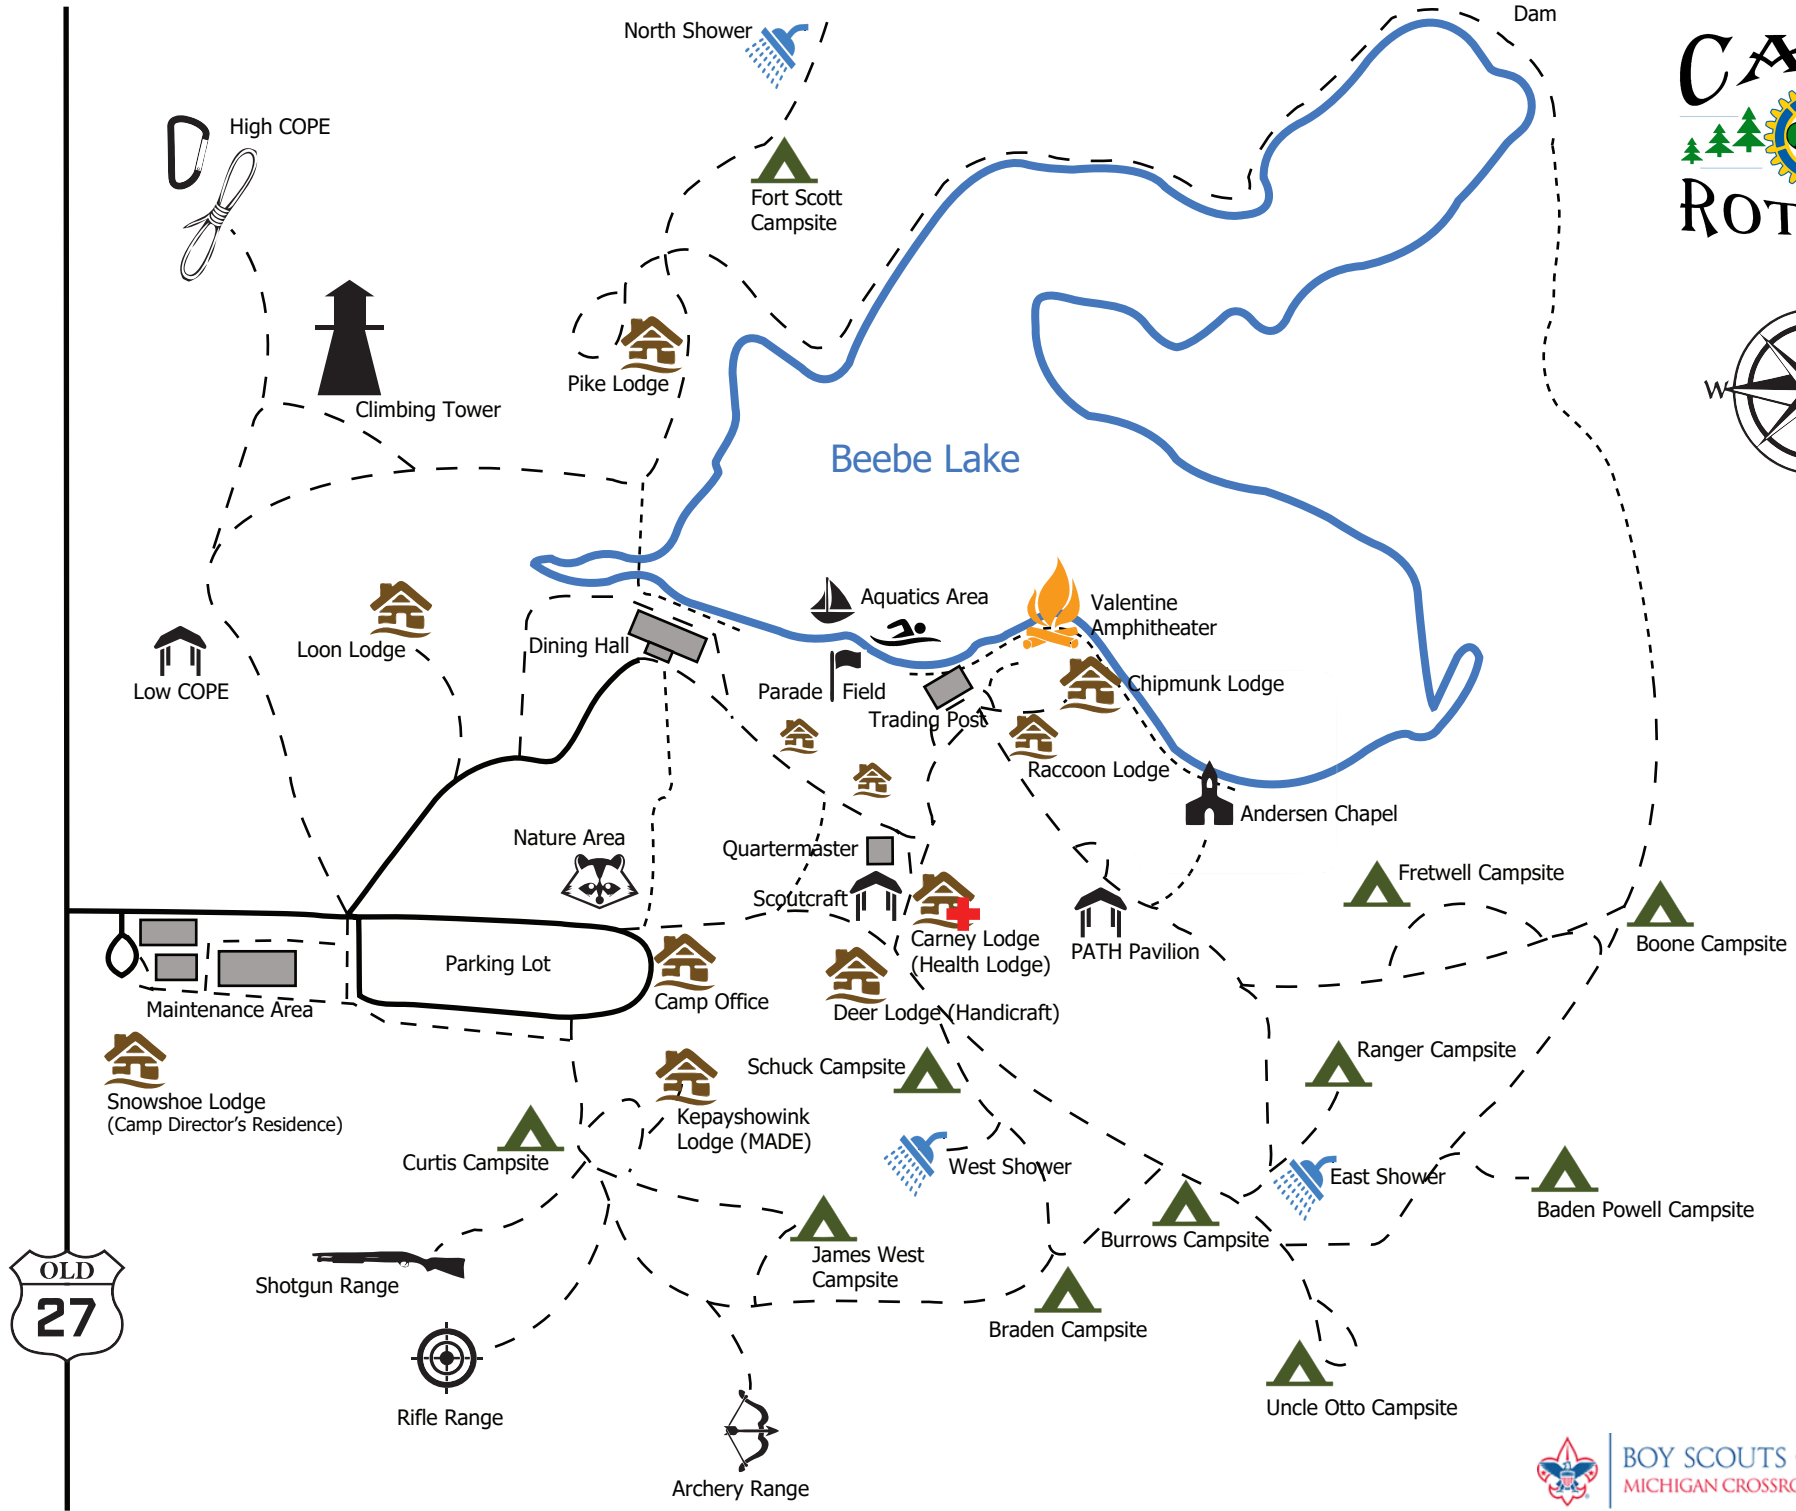 North Shower
Dam
CA
ROT
High COPE
Fort Scott
Campsite
W
Pike Lodge
Climbing Tower
Beebe Lake
Aquatics Area
Valentine
Amphitheater
Loon Lodge
Dining Hall
Low COPE
Parade Field
Chipmunk Lodge
Trading Post
Raccoon Lodge
Andersen Chapel
Nature Area
Quartermaster
Fretwell Campsite
Scoutcraft
Carney Lodge
(Health Lodge)
PATH Pavilion
Boone Campsite
Parking Lot
Camp Office
Maintenance Area
Deer Lodge (Handicraft)
Ranger Campsite
Schuck Campsite
Snowshoe Lodge
(Camp Director's Residence)
Kepayshowink
Lodge (MADE)
Curtis Campsite
West Shower
East Shower
Baden Powell Campsite
Burrows Campsite
James West
Campsite
OLD
27
Shotgun Range
Braden Campsite
Rifle Range
Uncle Otto Campsite
Archery Range
BOY SCOUTS
MICHIGAN CROSSRO